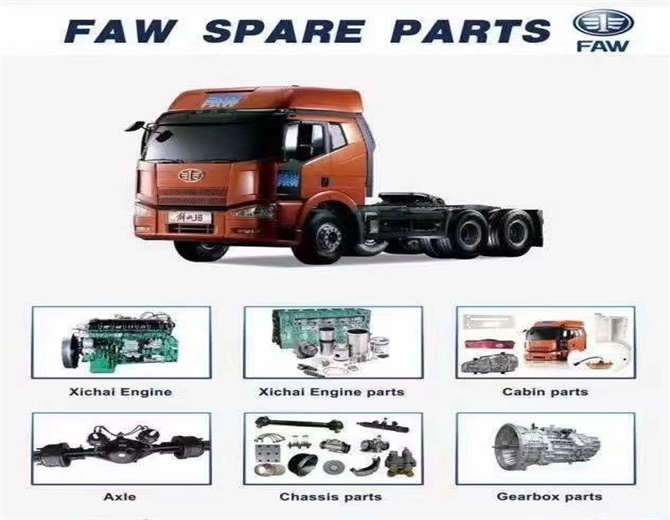 FAW SPARE PARTS
FAW
FAW
FAW
解放J6
Xichai Engine
Xichai Engine parts
Cabin parts
Axle
Chassis parts
Gearbox parts